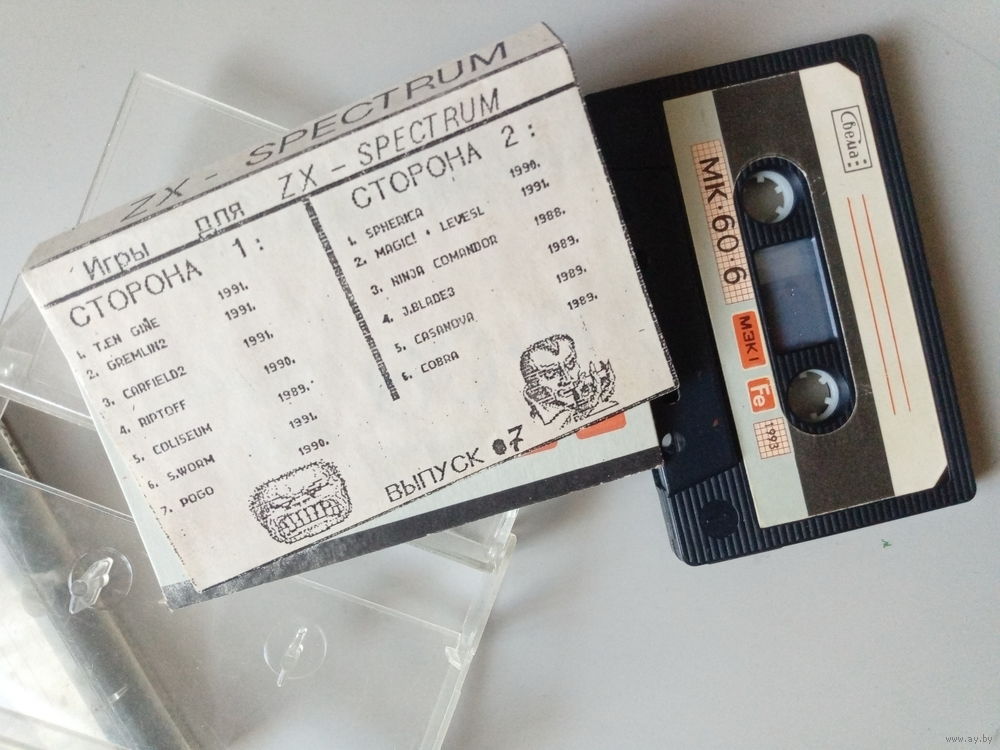 ZX - SPECTRUM
Игры для ZX - SPECTRUM
СТОРОНА 1:
1. T.EN GINE 1991.
2. GREMLIN2 1991.
3. CARFIELD2 1991.
4. RIDTOFF 1990.
5. COLISEUM 1989.
6. S.WORM 1991.
7. POGO 1990.
СТОРОНА 2:
1. SPHERICA 1990.
2. MAGIC! + LEVESL 1991.
3. NINJA COMANDOR 1988.
4. J.BLADE3 1989.
5. CASANOVA 1989.
6. COBRA 1989.
ВЫПУСК 07
Свема
МК·60·6
МЭК I
Fe
1993
www.ay.by